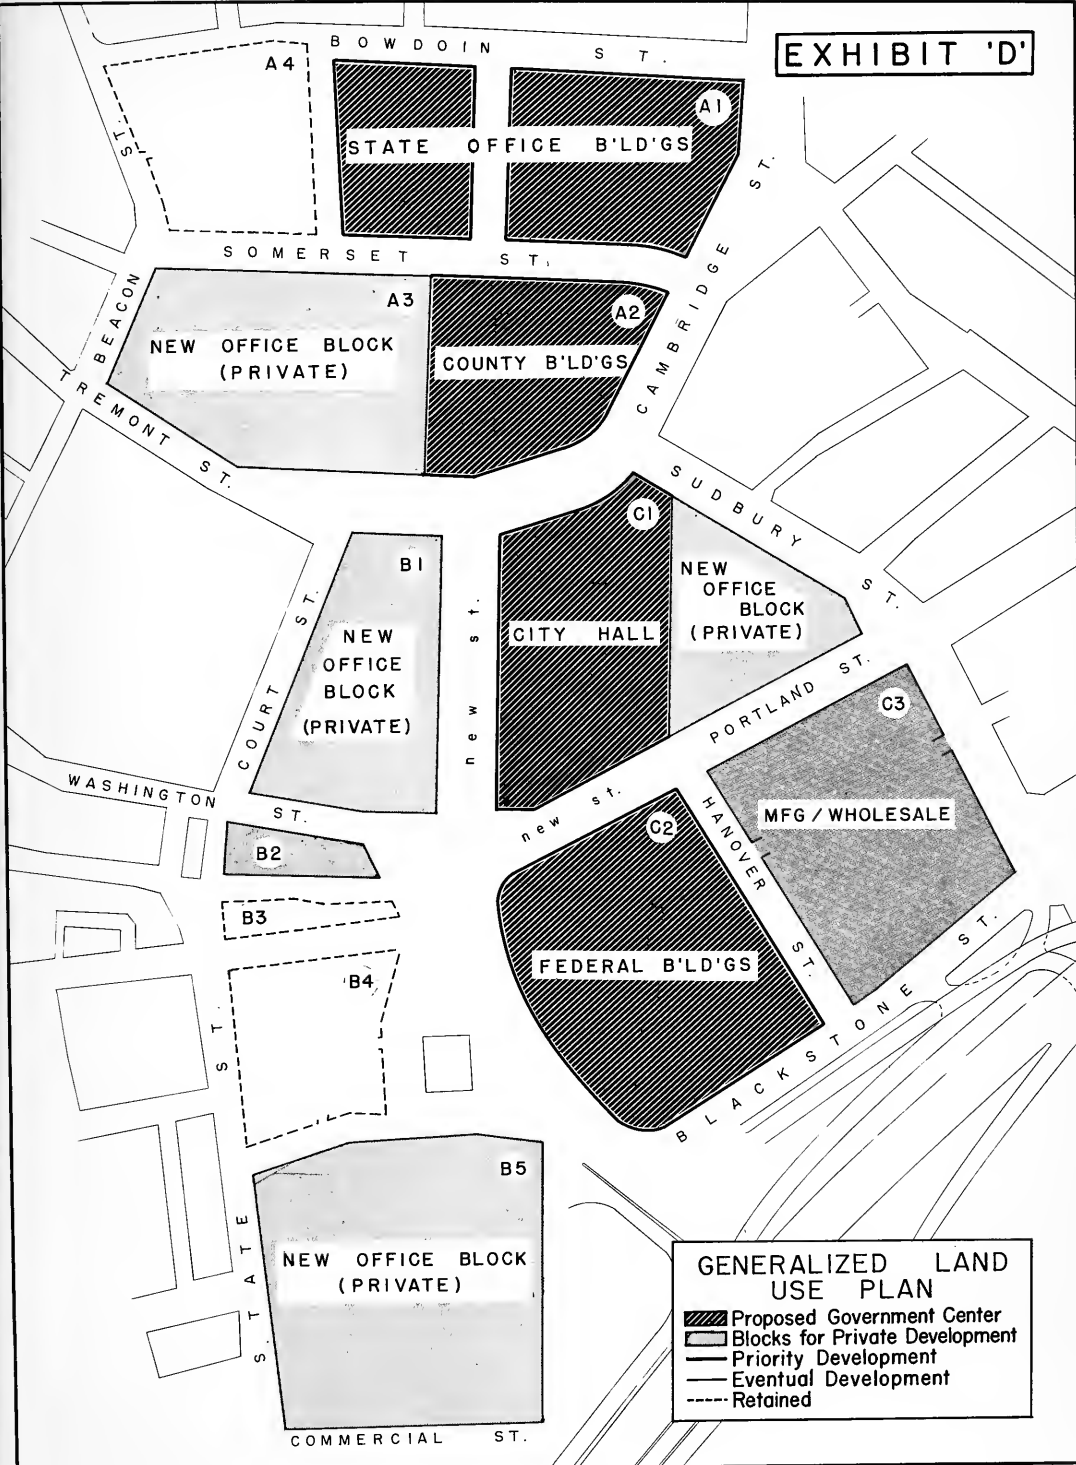 BOWDOIN ST.
EXHIBIT 'D'
A4
A1
STATE OFFICE B'LD'GS
ST.
ST.
SOMERSET ST.
CAMBRIDGE
BEACON
A3
A2
NEW OFFICE BLOCK
(PRIVATE)
COUNTY B'LD'GS
TREMONT ST.
SUDBURY ST.
C1
B1
NEW
OFFICE
BLOCK
(PRIVATE)
new st.
CITY HALL
NEW
OFFICE
BLOCK
(PRIVATE)
COURT ST.
PORTLAND ST.
C3
WASHINGTON ST.
new st.
HANOVER ST.
MFG / WHOLESALE
B2
C2
B3
FEDERAL B'LD'GS
B4
ST.
BLACKSTONE ST.
B5
NEW OFFICE BLOCK
(PRIVATE)
S. STATE
COMMERCIAL ST.
GENERALIZED LAND
USE PLAN
Proposed Government Center
Blocks for Private Development
Priority Development
Eventual Development
Retained